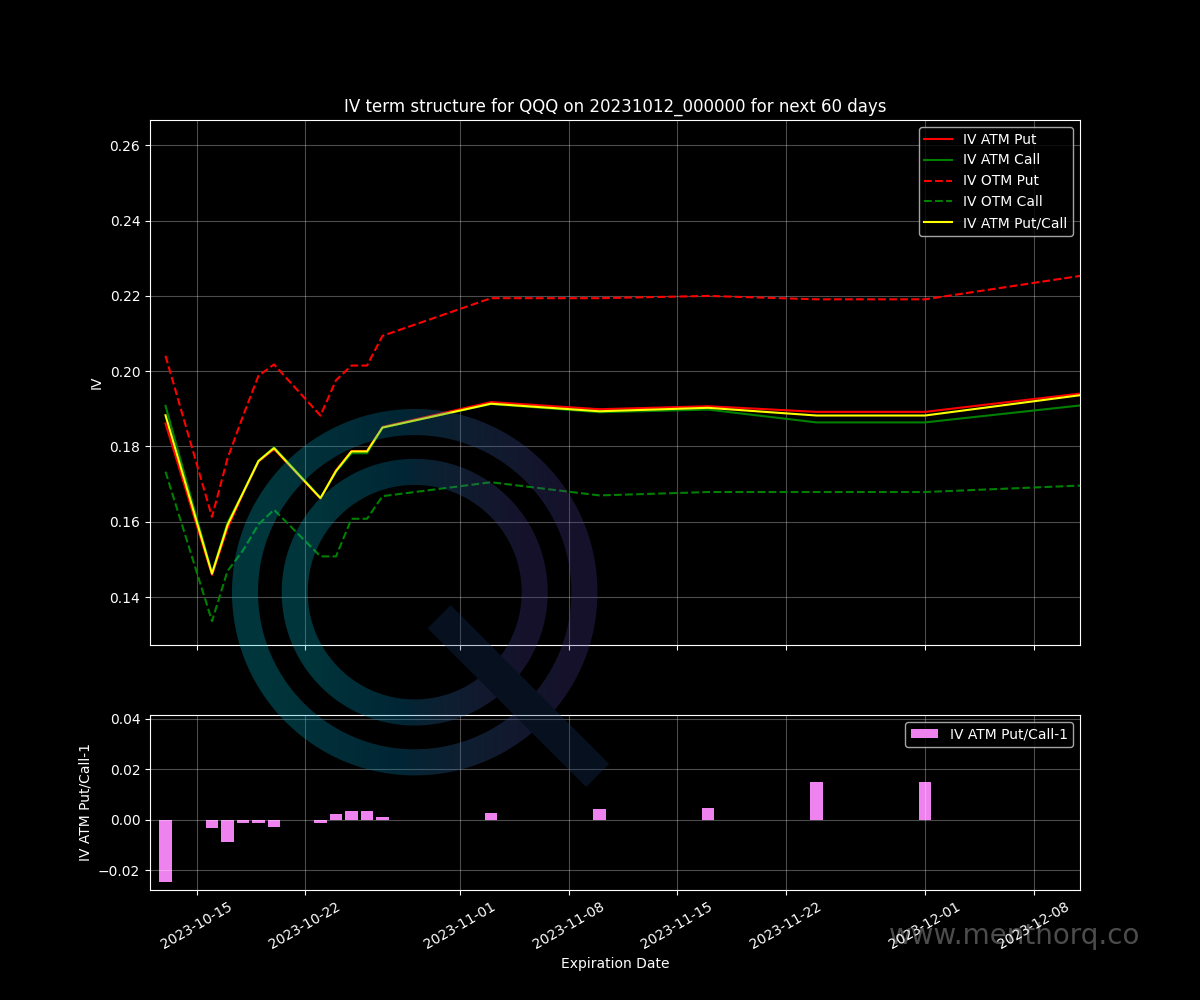 IV term structure for QQQ on 20231012_000000 for next 60 days
IV
0.26
0.24
0.22
0.20
0.18
0.16
0.14
IV ATM Put
IV ATM Call
IV OTM Put
IV OTM Call
IV ATM Put/Call
IV ATM Put/Call-1
0.04
0.02
0.00
−0.02
IV ATM Put/Call-1
2023-10-15
2023-10-22
2023-11-01
2023-11-08
2023-11-15
2023-11-22
2023-12-01
2023-12-08
www.menthorq.co
Expiration Date